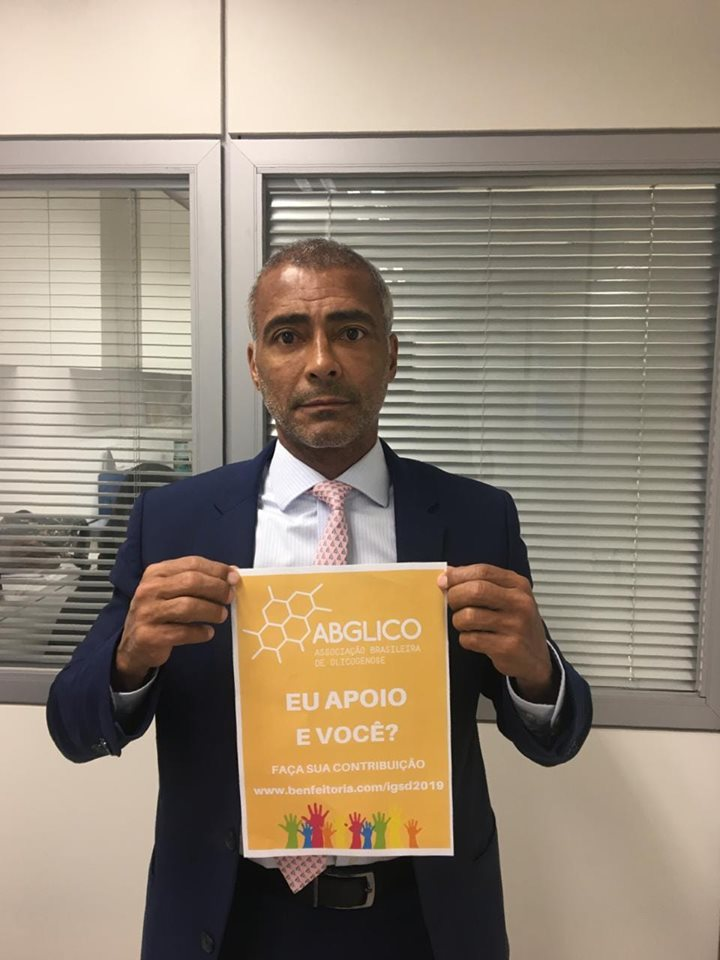 ABGLICO
ASSOCIAÇÃO BRASILEIRA
DE GLICOGENOSE
EU APOIO
E VOCÊ?
FAÇA SUA CONTRIBUIÇÃO
www.benfeitoria.com/igsd2019